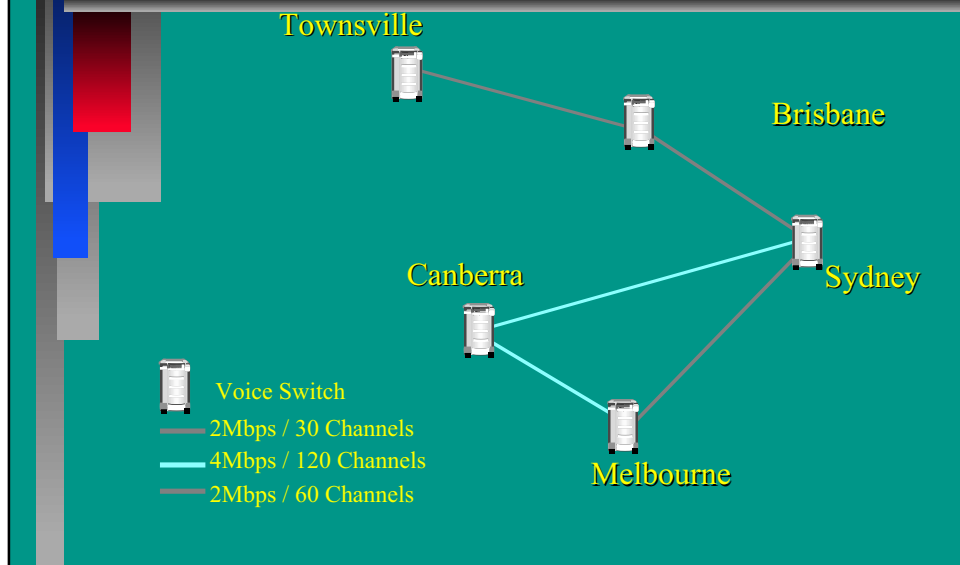 Townsville
Brisbane
Canberra
Sydney
Voice Switch
2Mbps / 30 Channels
4Mbps / 120 Channels
2Mbps / 60 Channels
Melbourne